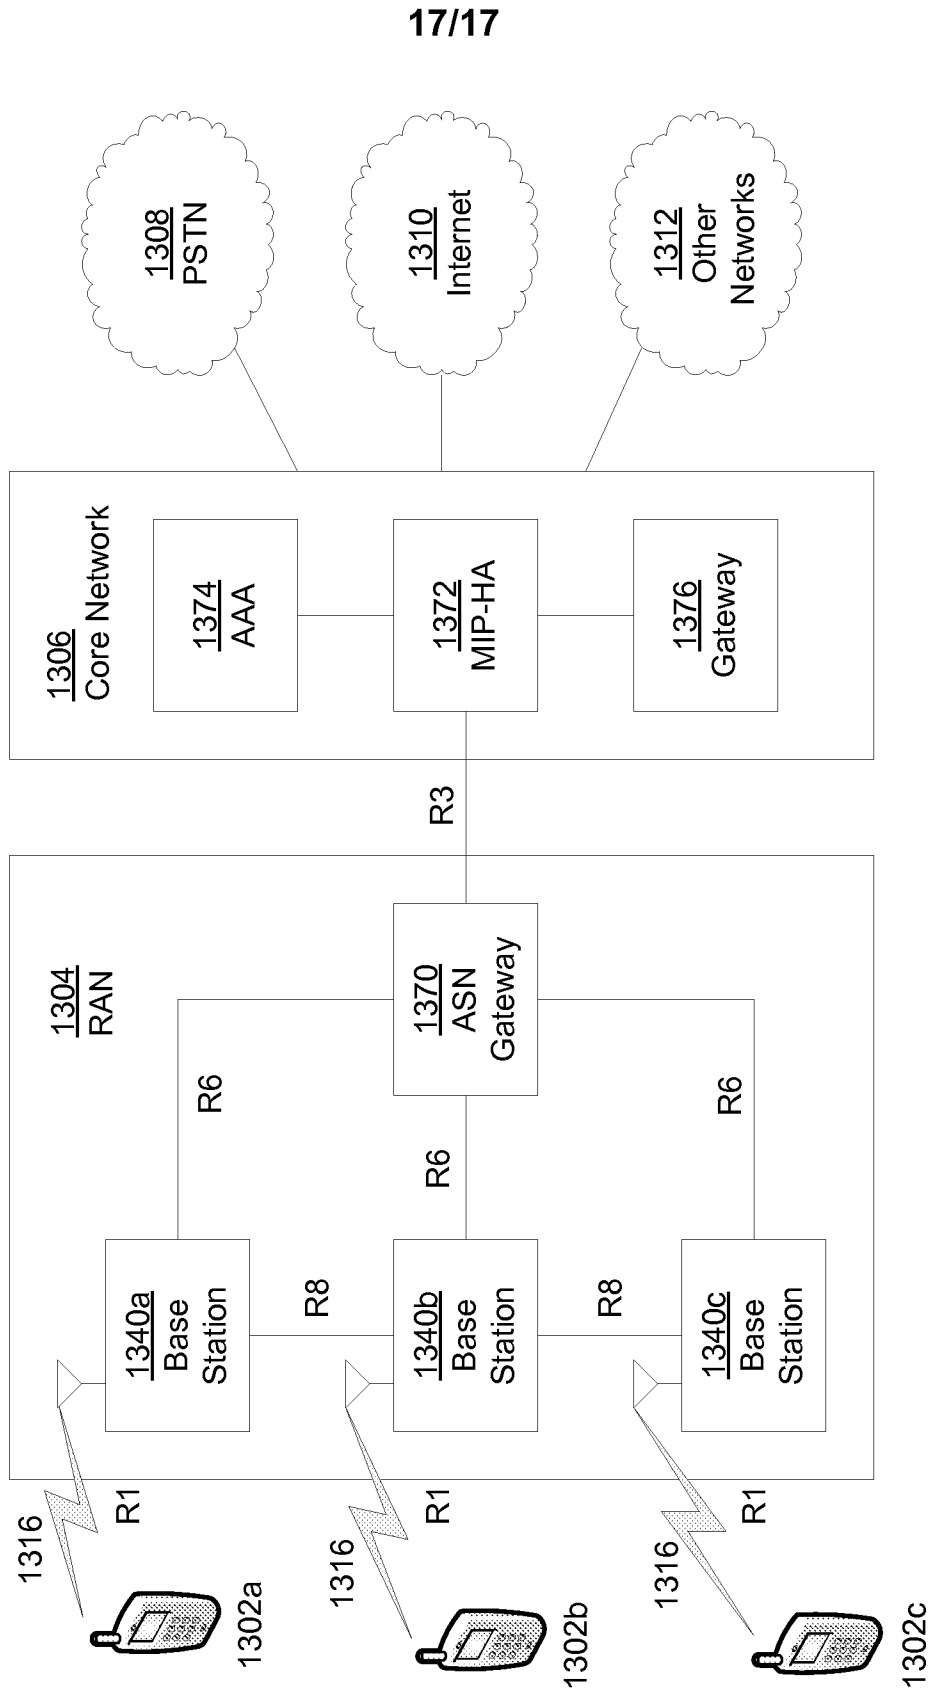 17/17
1308
PSTN
1310
Internet
1312
Other
Networks
1306
Core Network
1374
AAA
1372
MIP-HA
1376
Gateway
R3
1304
RAN
1370
ASN
Gateway
R6
R6
R6
1340a
Base
Station
R8
1340b
Base
Station
R8
1340c
Base
Station
1316
R1
1316
R1
1316
R1
1302a
1302b
1302c